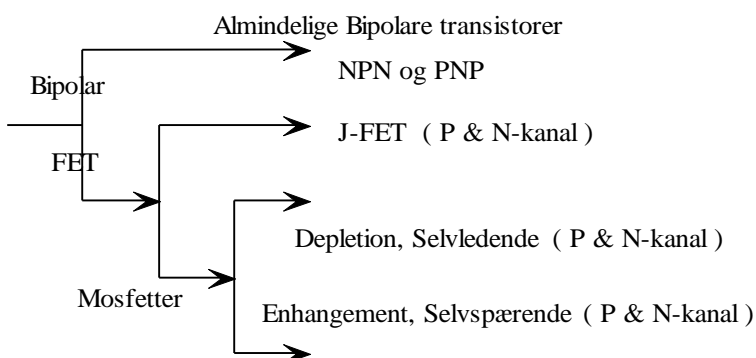 Almindelige Bipolare transistorer
NPN og PNP
Bipolar
J-FET ( P & N-kanal )
FET
Depletion, Selvledende ( P & N-kanal )
Mosfetter
Enhangement, Selvspærende ( P & N-kanal )